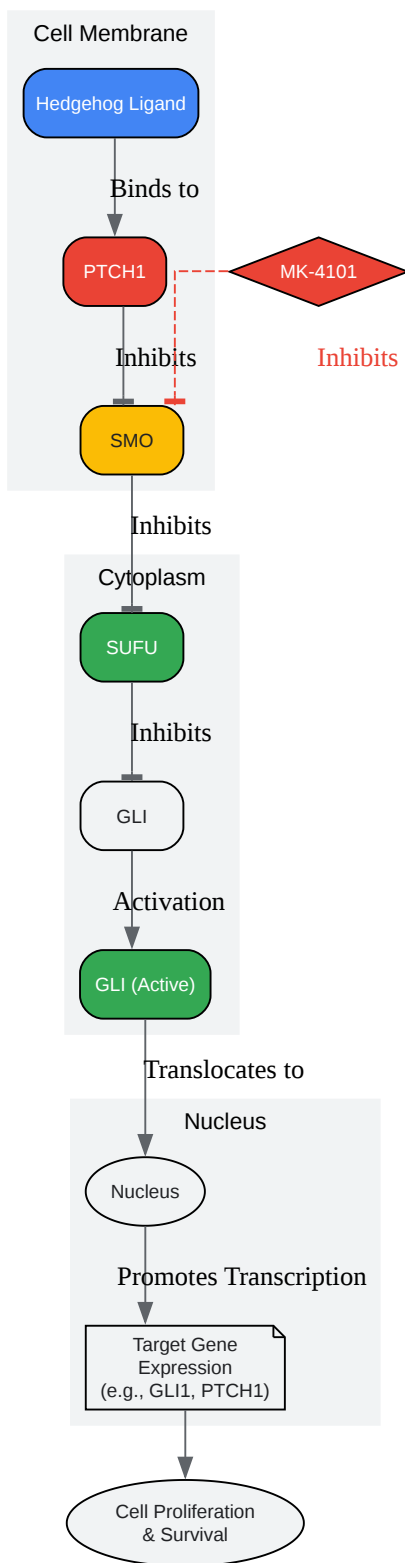 Cell Membrane
Hedgehog Ligand
Binds to
PTCH1
MK-4101
Inhibits
Inhibits
SMO
Inhibits
Cytoplasm
SUFU
Inhibits
GLI
Activation
GLI (Active)
Translocates to
Nucleus
Nucleus
Promotes Transcription
Target Gene
Expression
(e.g., GLI1, PTCH1)
Cell Proliferation
& Survival